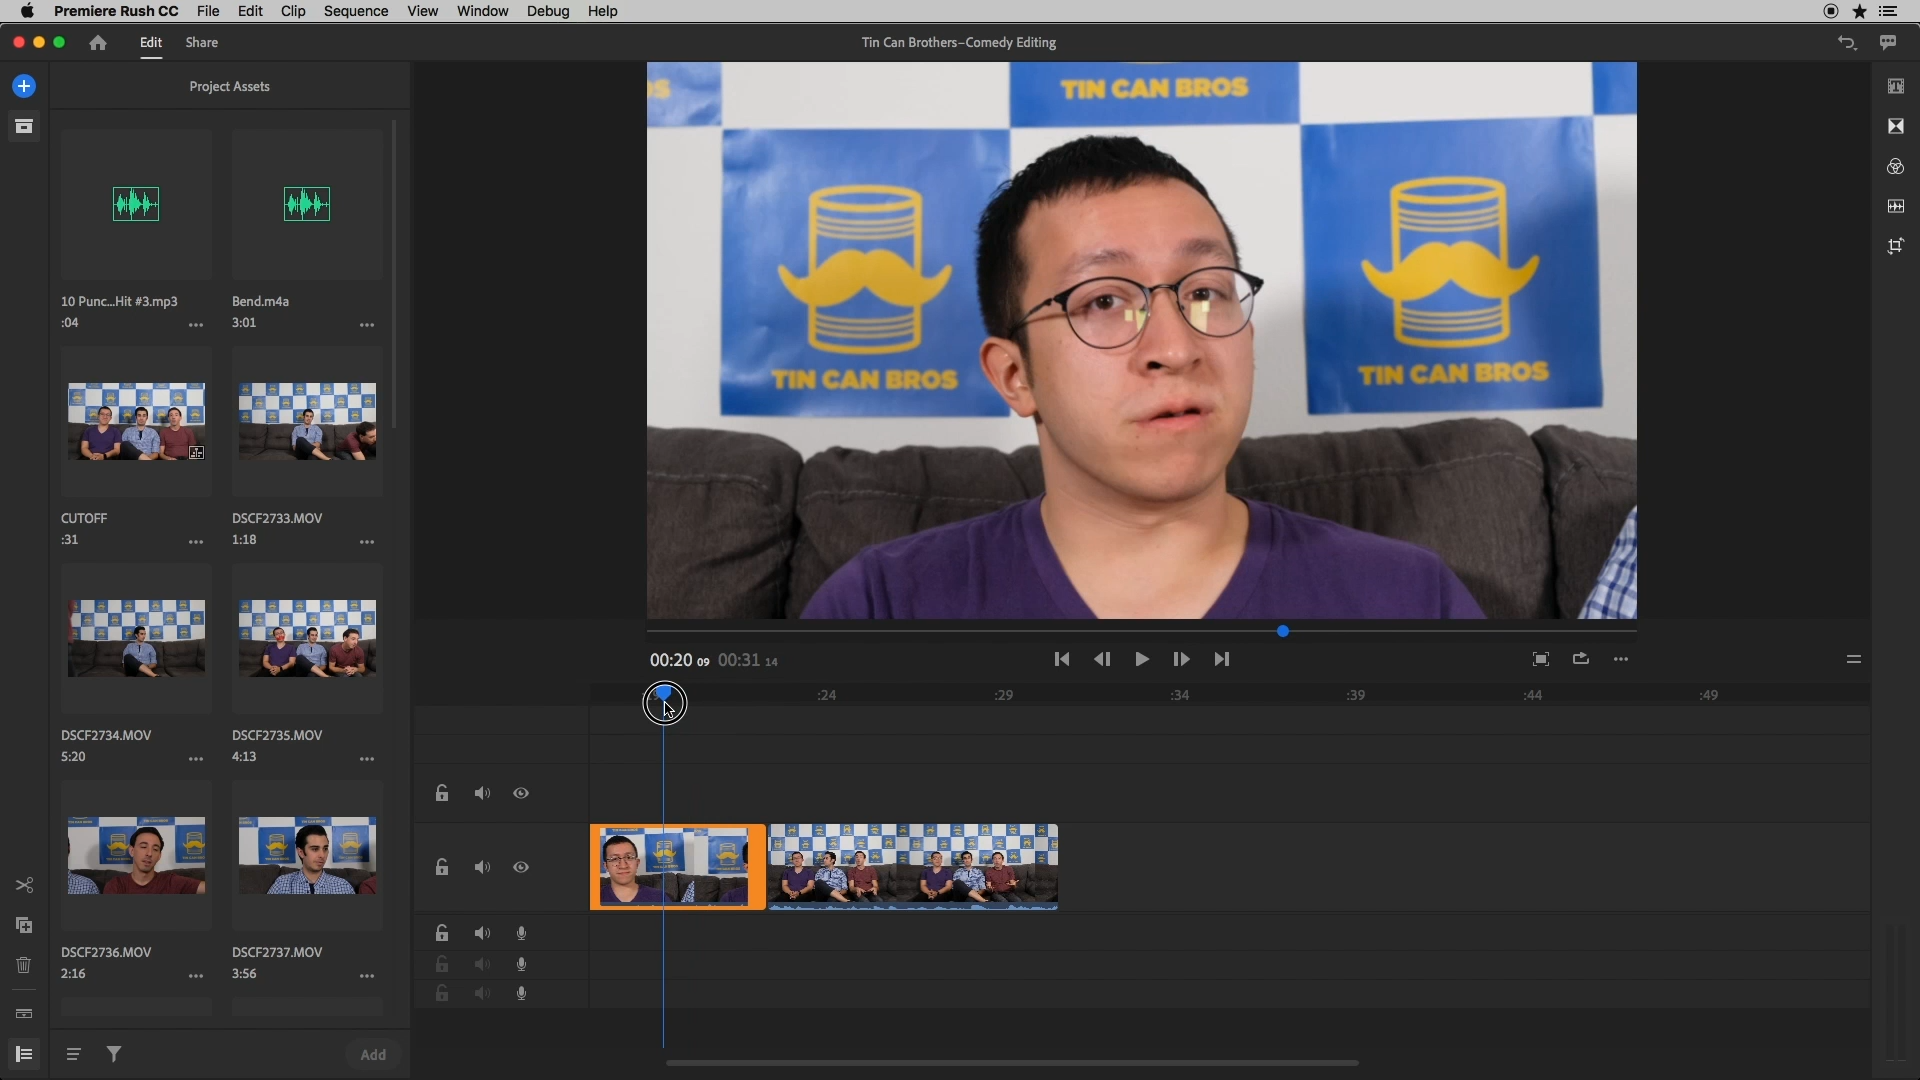 Premiere Rush CC File Edit Clip Sequence View Window Debug Help
Edit Share
Tin Can Brothers–Comedy Editing
Project Assets
10 Punc...Hit #3.mp3
:04
Bend.m4a
3:01
CUTOFF
:31
DSCF2733.MOV
1:18
DSCF2734.MOV
5:20
DSCF2735.MOV
4:13
DSCF2736.MOV
2:16
DSCF2737.MOV
3:56
Add
TIN CAN BROS
TIN CAN BROS
TIN CAN BROS
00:20 09 00:31 14
:24 :29 :34 :39 :44 :49